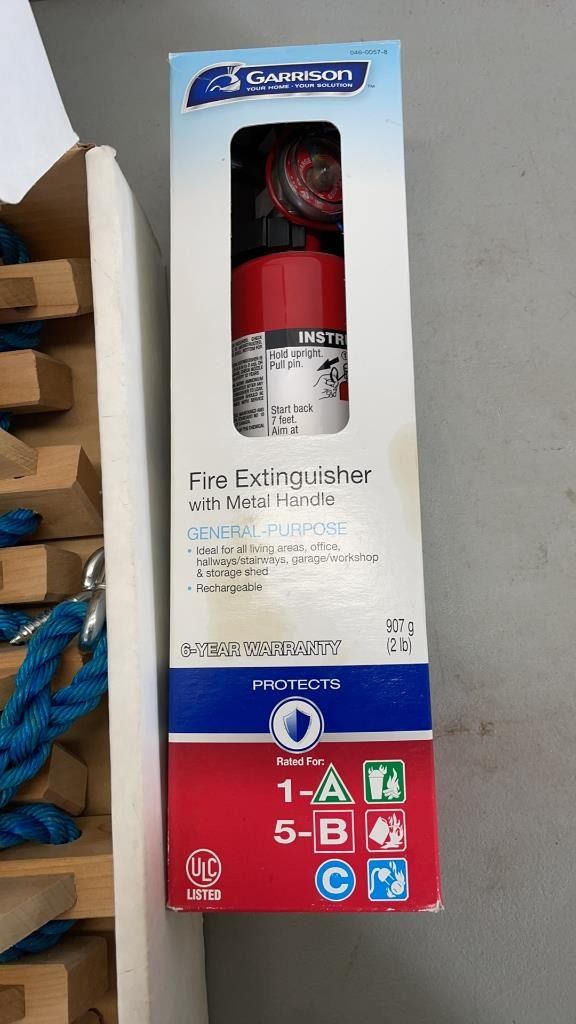 046-0057-8
GARRISON
YOUR HOME · YOUR SOLUTION
TM
INSTR
Hold upright.
Pull pin.
Start back
7 feet.
Aim at
Fire Extinguisher
with Metal Handle
GENERAL-PURPOSE
• Ideal for all living areas, office,
hallways/stairways, garage/workshop
& storage shed
• Rechargeable
6-YEAR WARRANTY
907 g
(2 lb)
PROTECTS
Rated For:
1-A
5-B
C
ULC
LISTED